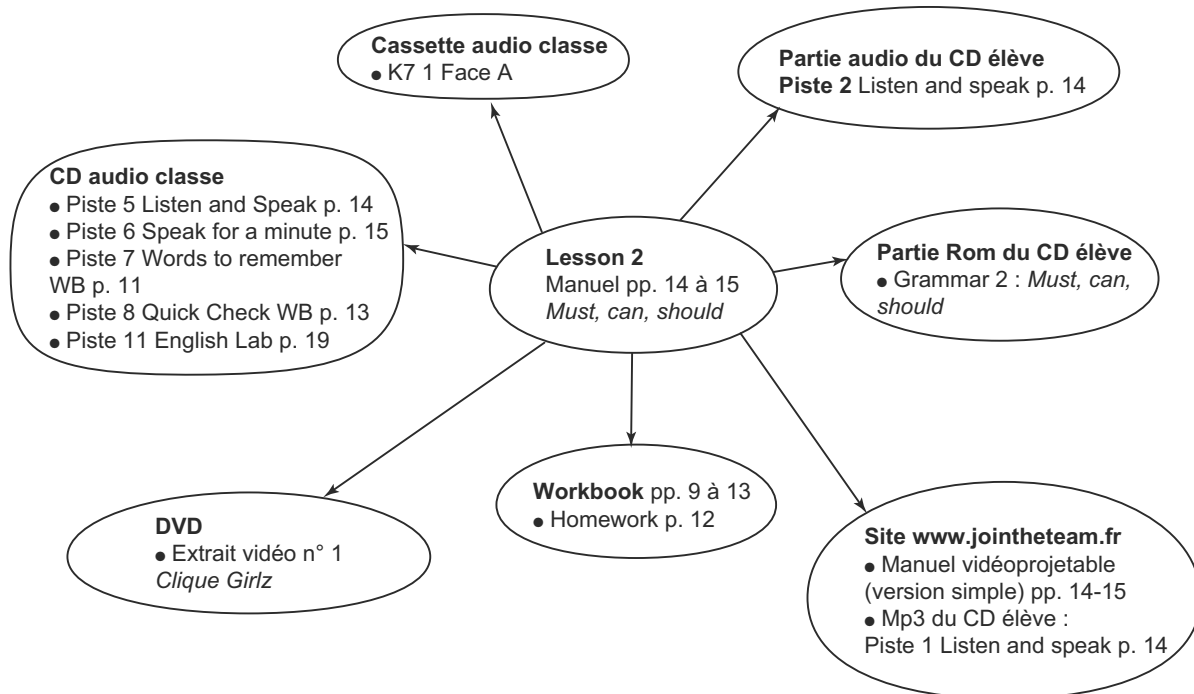 Cassette audio classe
● K7 1 Face A
Partie audio du CD élève
Piste 2 Listen and speak p. 14
CD audio classe
● Piste 5 Listen and Speak p. 14
● Piste 6 Speak for a minute p. 15
● Piste 7 Words to remember
WB p. 11
● Piste 8 Quick Check WB p. 13
● Piste 11 English Lab p. 19
Lesson 2
Manuel pp. 14 à 15
Must, can, should
Partie Rom du CD élève
● Grammar 2 : Must, can,
should
DVD
● Extrait vidéo n° 1
Clique Girlz
Workbook pp. 9 à 13
● Homework p. 12
Site www.jointheteam.fr
● Manuel vidéoprojetable
(version simple) pp. 14-15
● Mp3 du CD élève :
Piste 1 Listen and speak p. 14